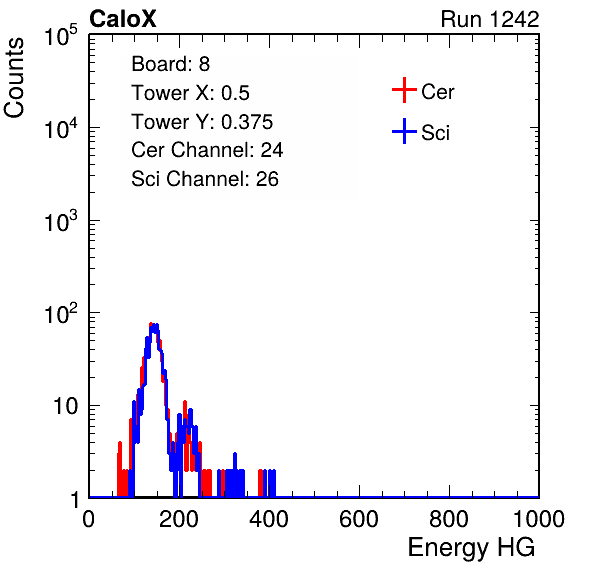 CaloX Run 1242
Counts
Board: 8
Tower X: 0.5
Tower Y: 0.375
Cer Channel: 24
Sci Channel: 26
Cer
Sci
10^5
10^4
10^3
10^2
10
1
0 200 400 600 800 1000
Energy HG